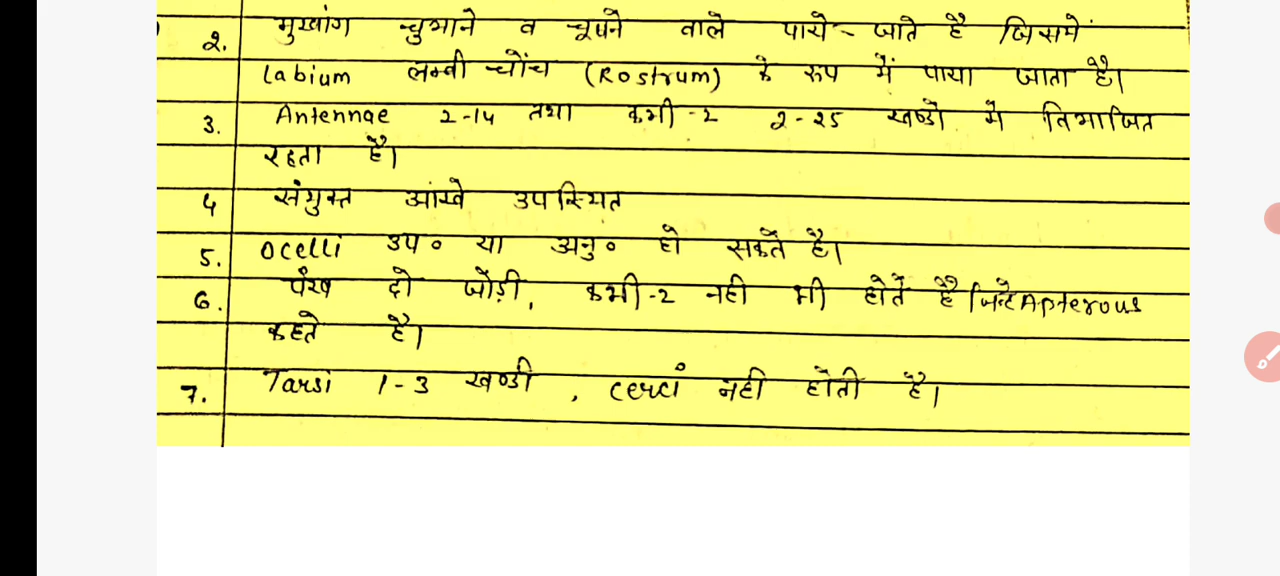 2. मुखांग चुभाने व चूषने वाले पाये - जाते है जिसमें
Labium लम्बी चोंच (Rostrum) के रूप में पाया जाता है।
3. Antennae 2-14 तथा कभी-2 2-25 खण्डो मे विभाजित
रहता है।
4 संयुक्त आंखे उपस्थित
5. Ocelli उप० या अनु० हो सकते है।
6. पंख दो जोड़ी, कभी-2 नही भी होते है जिन्हे Apterous
कहते है।
7. Tarsi 1-3 खण्डी, cerci नही होती है।